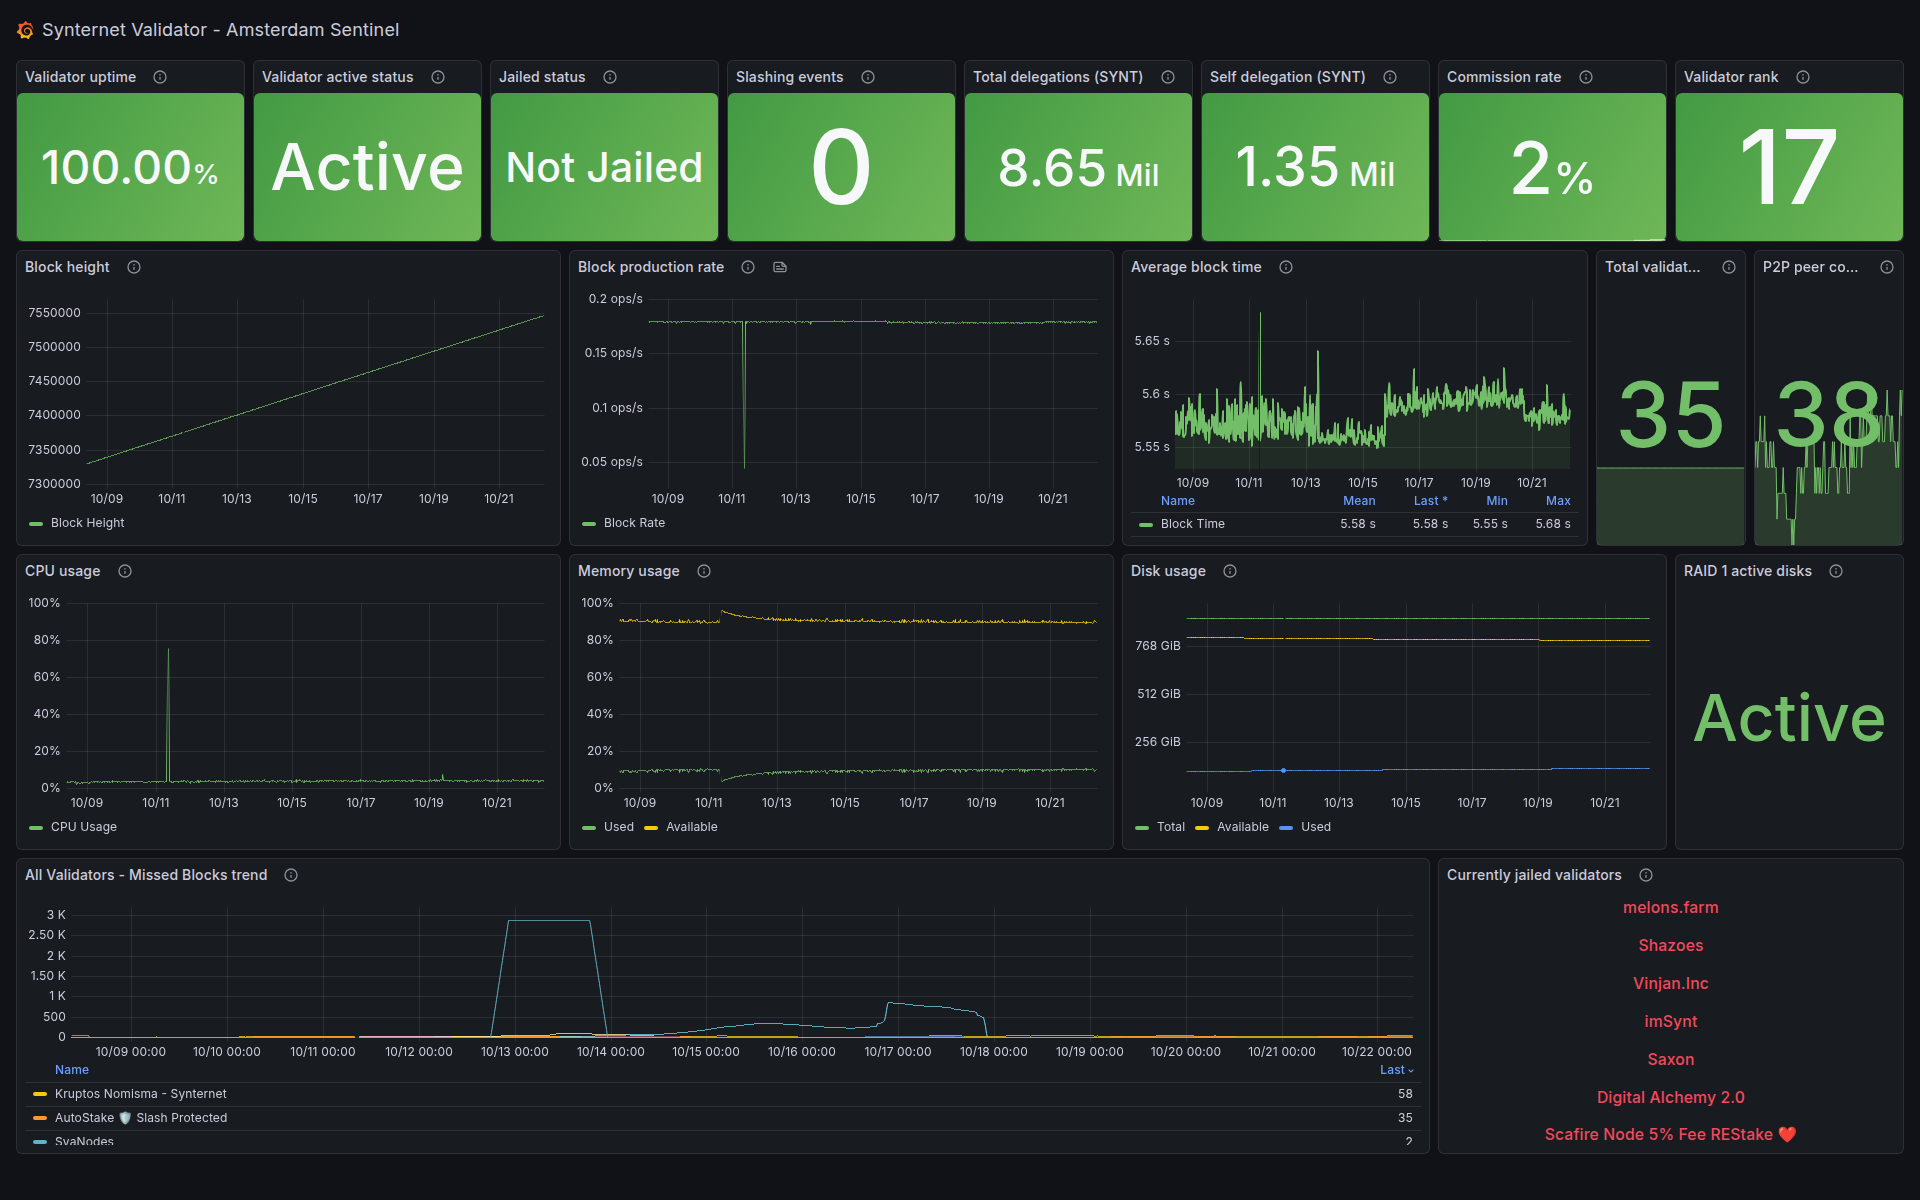 Synternet Validator - Amsterdam Sentinel
Validator uptime
100.00%
Validator active status
Active
Jailed status
Not Jailed
Slashing events
0
Total delegations (SYNT)
8.65 Mil
Self delegation (SYNT)
1.35 Mil
Commission rate
2%
Validator rank
17
Block height
7550000
7500000
7450000
7400000
7350000
7300000
10/09 10/11 10/13 10/15 10/17 10/19 10/21
Block Height
Block production rate
0.2 ops/s
0.15 ops/s
0.1 ops/s
0.05 ops/s
10/09 10/11 10/13 10/15 10/17 10/19 10/21
Block Rate
Average block time
5.65 s
5.6 s
5.55 s
10/09 10/11 10/13 10/15 10/17 10/19 10/21
Name Mean Last * Min Max
Block Time 5.58 s 5.58 s 5.55 s 5.68 s
Total validat...
35
P2P peer co...
38
CPU usage
100%
80%
60%
40%
20%
0%
10/09 10/11 10/13 10/15 10/17 10/19 10/21
CPU Usage
Memory usage
100%
80%
60%
40%
20%
0%
10/09 10/11 10/13 10/15 10/17 10/19 10/21
Used Available
Disk usage
768 GiB
512 GiB
256 GiB
10/09 10/11 10/13 10/15 10/17 10/19 10/21
Total Available Used
RAID 1 active disks
Active
All Validators - Missed Blocks trend
3 K
2.50 K
2 K
1.50 K
1 K
500
0
10/09 00:00 10/10 00:00 10/11 00:00 10/12 00:00 10/13 00:00 10/14 00:00 10/15 00:00 10/16 00:00 10/17 00:00 10/18 00:00 10/19 00:00 10/20 00:00 10/21 00:00 10/22 00:00
Name Last
Kruptos Nomisma - Synternet 58
AutoStake 🛡️ Slash Protected 35
SvaNodes 2
Currently jailed validators
melons.farm
Shazoes
Vinjan.Inc
imSynt
Saxon
Digital Alchemy 2.0
Scafire Node 5% Fee REStake ❤️